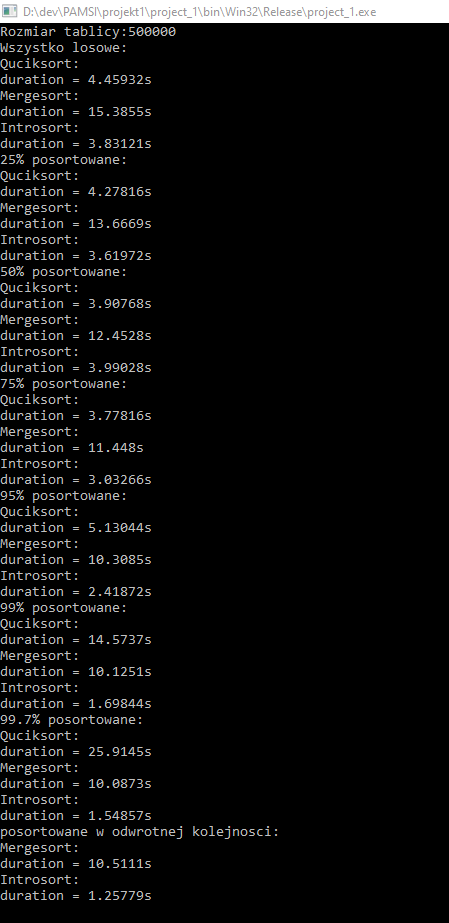 D:\dev\PAMSI\projekt1\project_1\bin\Win32\Release\project_1.exe
Rozmiar tablicy:500000
Wszystko losowe:
Quciksort:
duration = 4.45932s
Mergesort:
duration = 15.3855s
Introsort:
duration = 3.83121s
25% posortowane:
Quciksort:
duration = 4.27816s
Mergesort:
duration = 13.6669s
Introsort:
duration = 3.61972s
50% posortowane:
Quciksort:
duration = 3.90768s
Mergesort:
duration = 12.4528s
Introsort:
duration = 3.99028s
75% posortowane:
Quciksort:
duration = 3.77816s
Mergesort:
duration = 11.448s
Introsort:
duration = 3.03266s
95% posortowane:
Quciksort:
duration = 5.13044s
Mergesort:
duration = 10.3085s
Introsort:
duration = 2.41872s
99% posortowane:
Quciksort:
duration = 14.5737s
Mergesort:
duration = 10.1251s
Introsort:
duration = 1.69844s
99.7% posortowane:
Quciksort:
duration = 25.9145s
Mergesort:
duration = 10.0873s
Introsort:
duration = 1.54857s
posortowane w odwrotnej kolejnosci:
Mergesort:
duration = 10.5111s
Introsort:
duration = 1.25779s